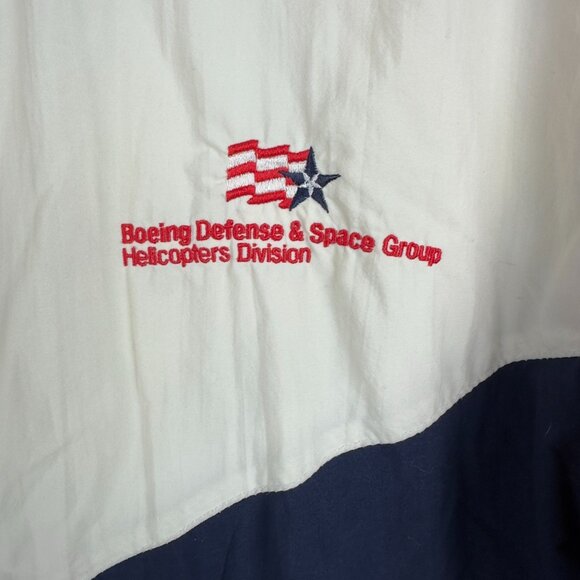 Boeing Defense & Space Group
Helicopters Division